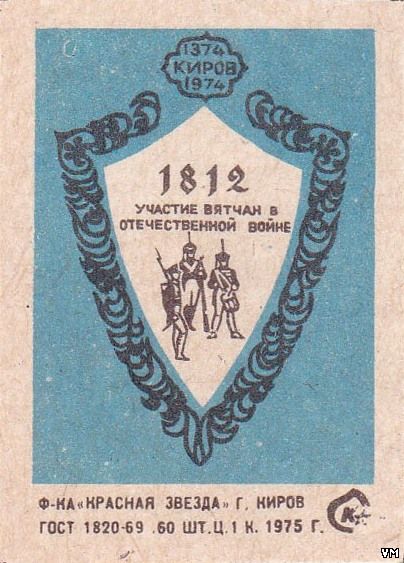 1374
КИРОВ
1974
1812
УЧАСТИЕ ВЯТЧАН В
ОТЕЧЕСТВЕННОЙ ВОЙНЕ
Ф-КА «КРАСНАЯ ЗВЕЗДА» Г. КИРОВ
ГОСТ 1820-69 .60 ШТ.Ц.1 К. 1975 Г.
К
VM